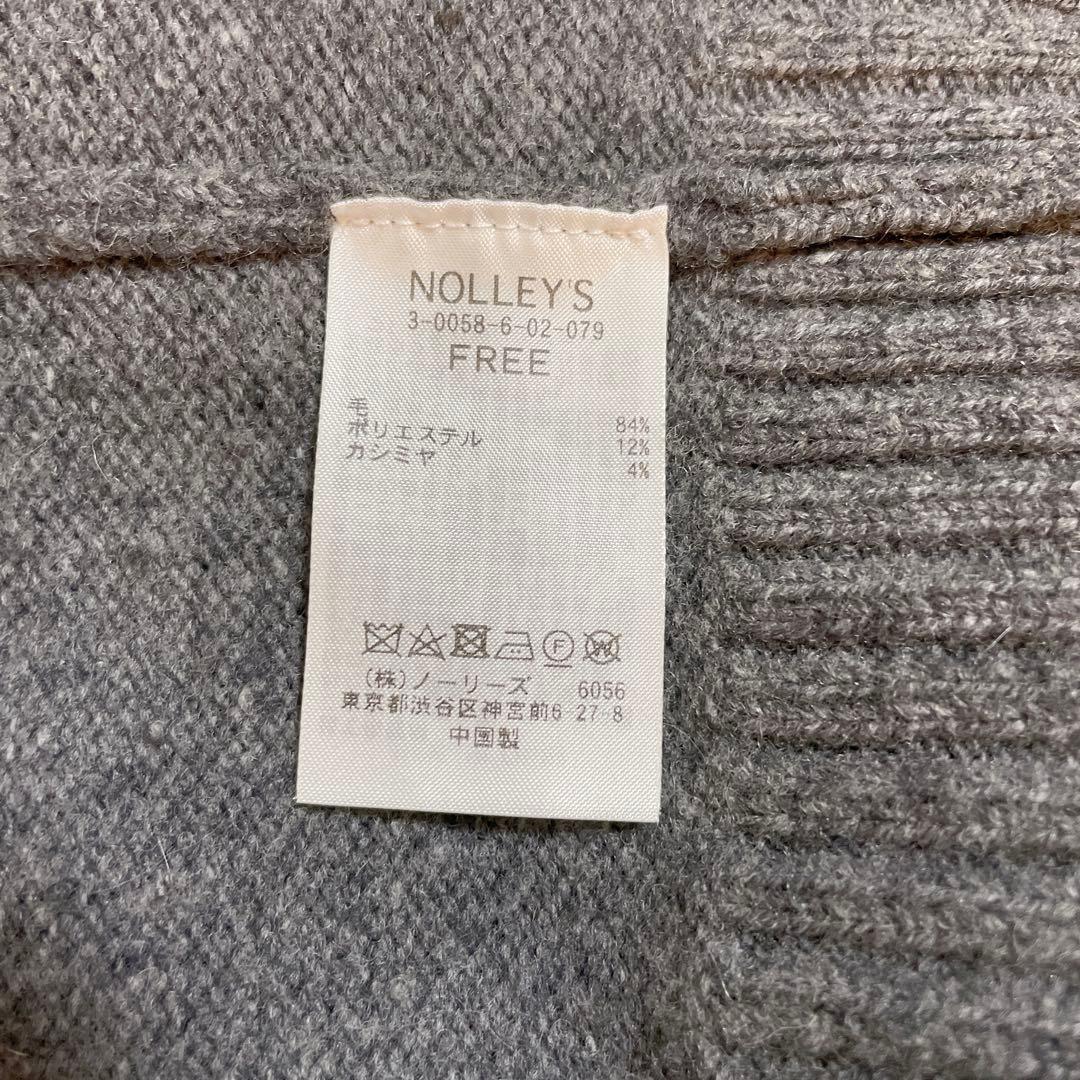 NOLLEY'S
3-0058-6-02-079
FREE
毛 84%
ポリエステル 12%
カシミヤ 4%
F W
(株)ノーリーズ 6056
東京都渋谷区神宮前6 27-8
中国製